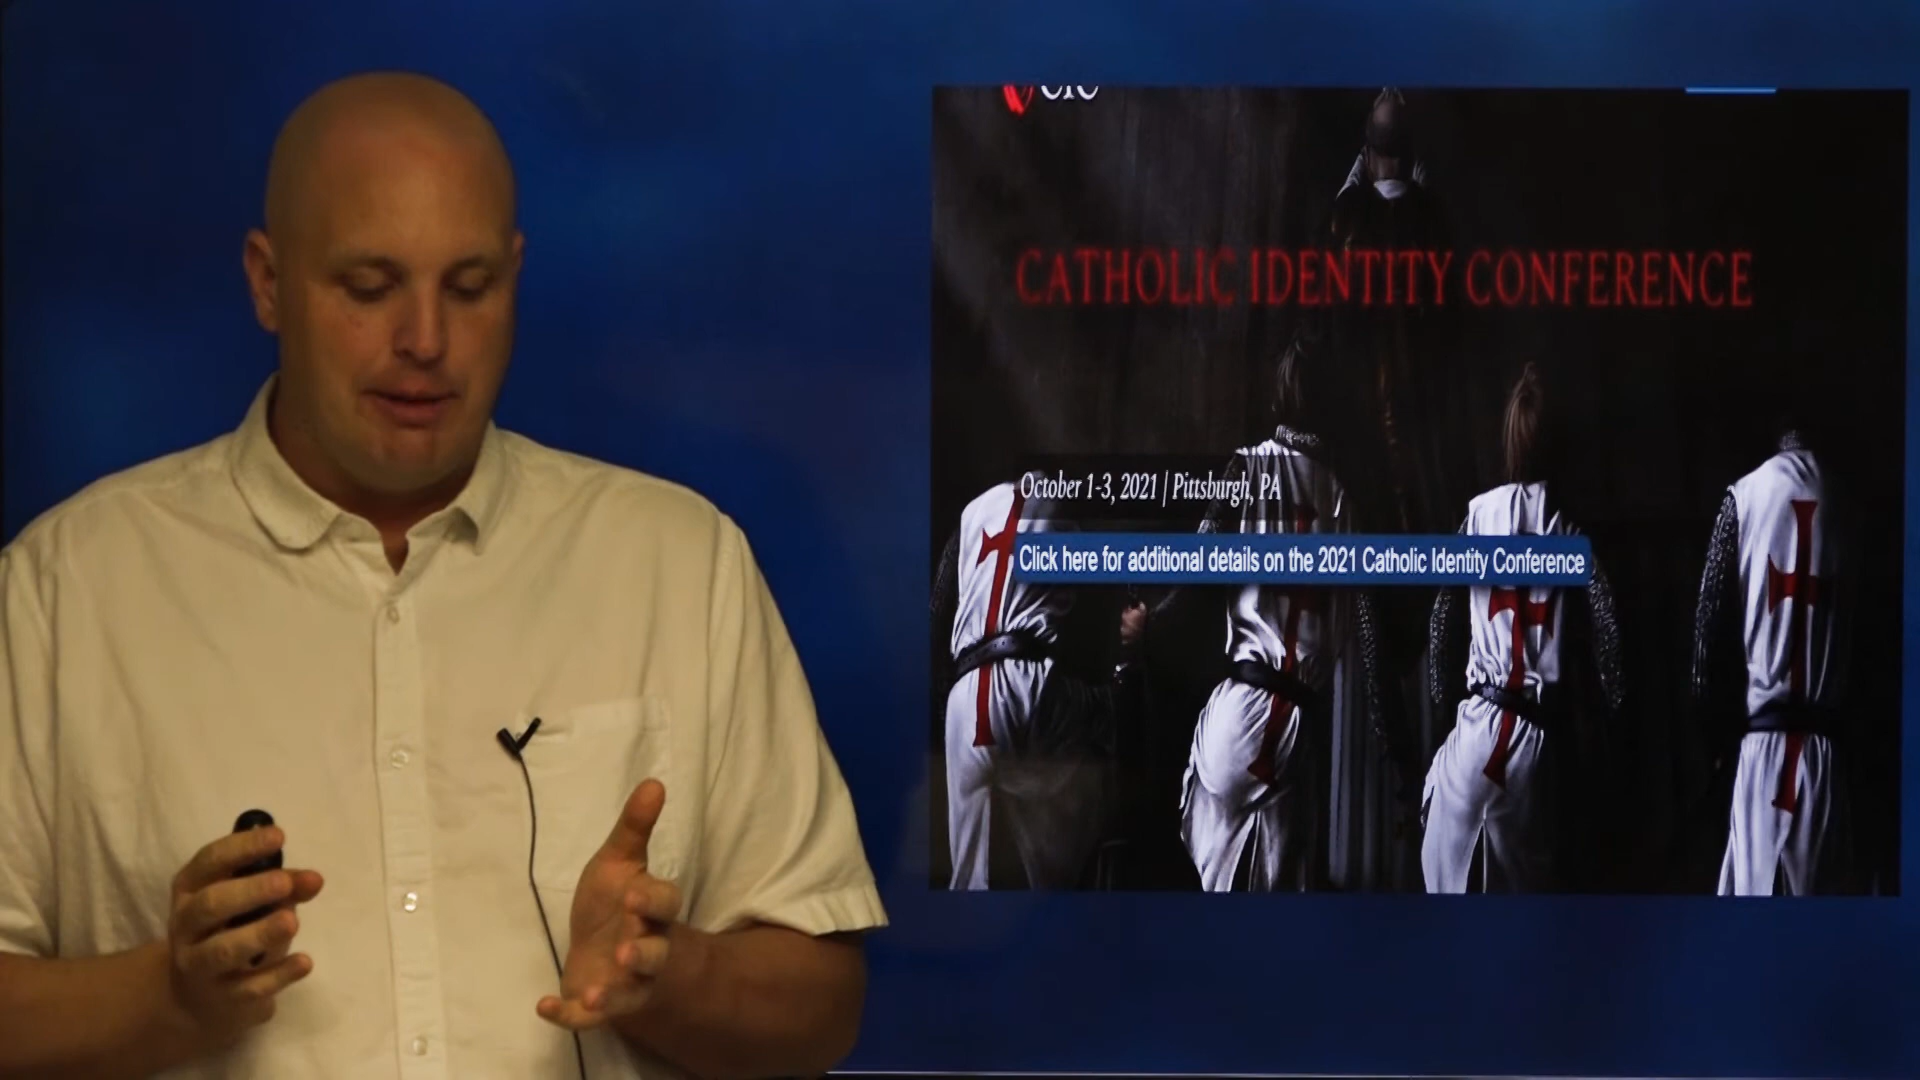 CIC
CATHOLIC IDENTITY CONFERENCE
October 1-3, 2021 | Pittsburgh, PA
Click here for additional details on the 2021 Catholic Identity Conference